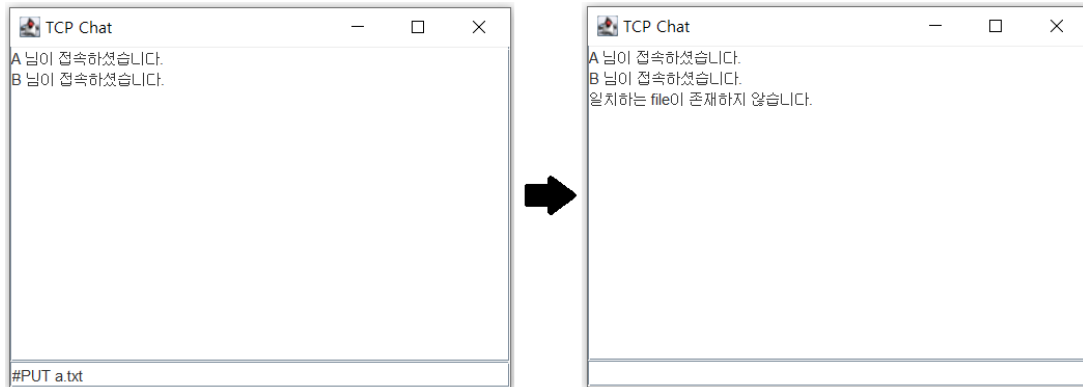 TCP Chat
A 님이 접속하셨습니다.
B 님이 접속하셨습니다.
#PUT a.txt
TCP Chat
A 님이 접속하셨습니다.
B 님이 접속하셨습니다.
일치하는 file이 존재하지 않습니다.